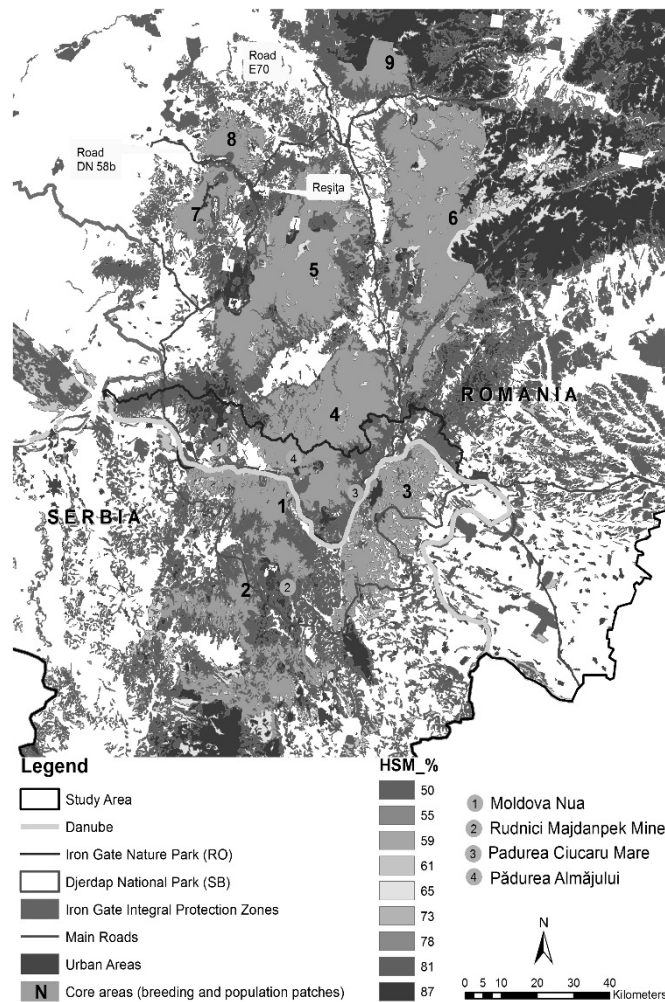 9
Road
E70
8
Road
DN 58b
Reşiţa
7
6
5
ROMANIA
4
1
4
3
3
SERBIA
1
2
2
Legend
Study Area
Danube
Iron Gate Nature Park (RO)
Djerdap National Park (SB)
Iron Gate Integral Protection Zones
Main Roads
Urban Areas
N Core areas (breeding and population patches)
HSM_%
50
55
59
61
65
73
78
81
87
1 Moldova Nua
2 Rudnici Majdanpek Mine
3 Padurea Ciucaru Mare
4 Pădurea Almăjului
N
0 5 10 20 30 40
Kilometers